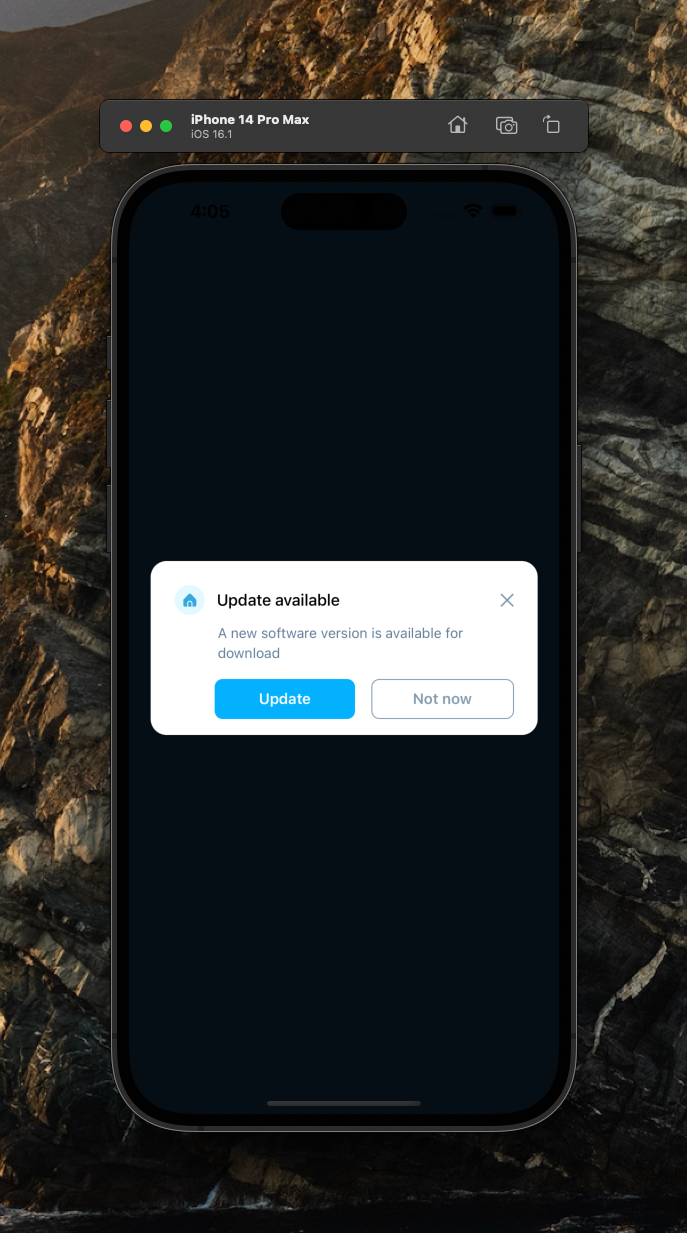 iPhone 14 Pro Max
iOS 16.1
4:05
Update available
A new software version is available for
download
Update
Not now